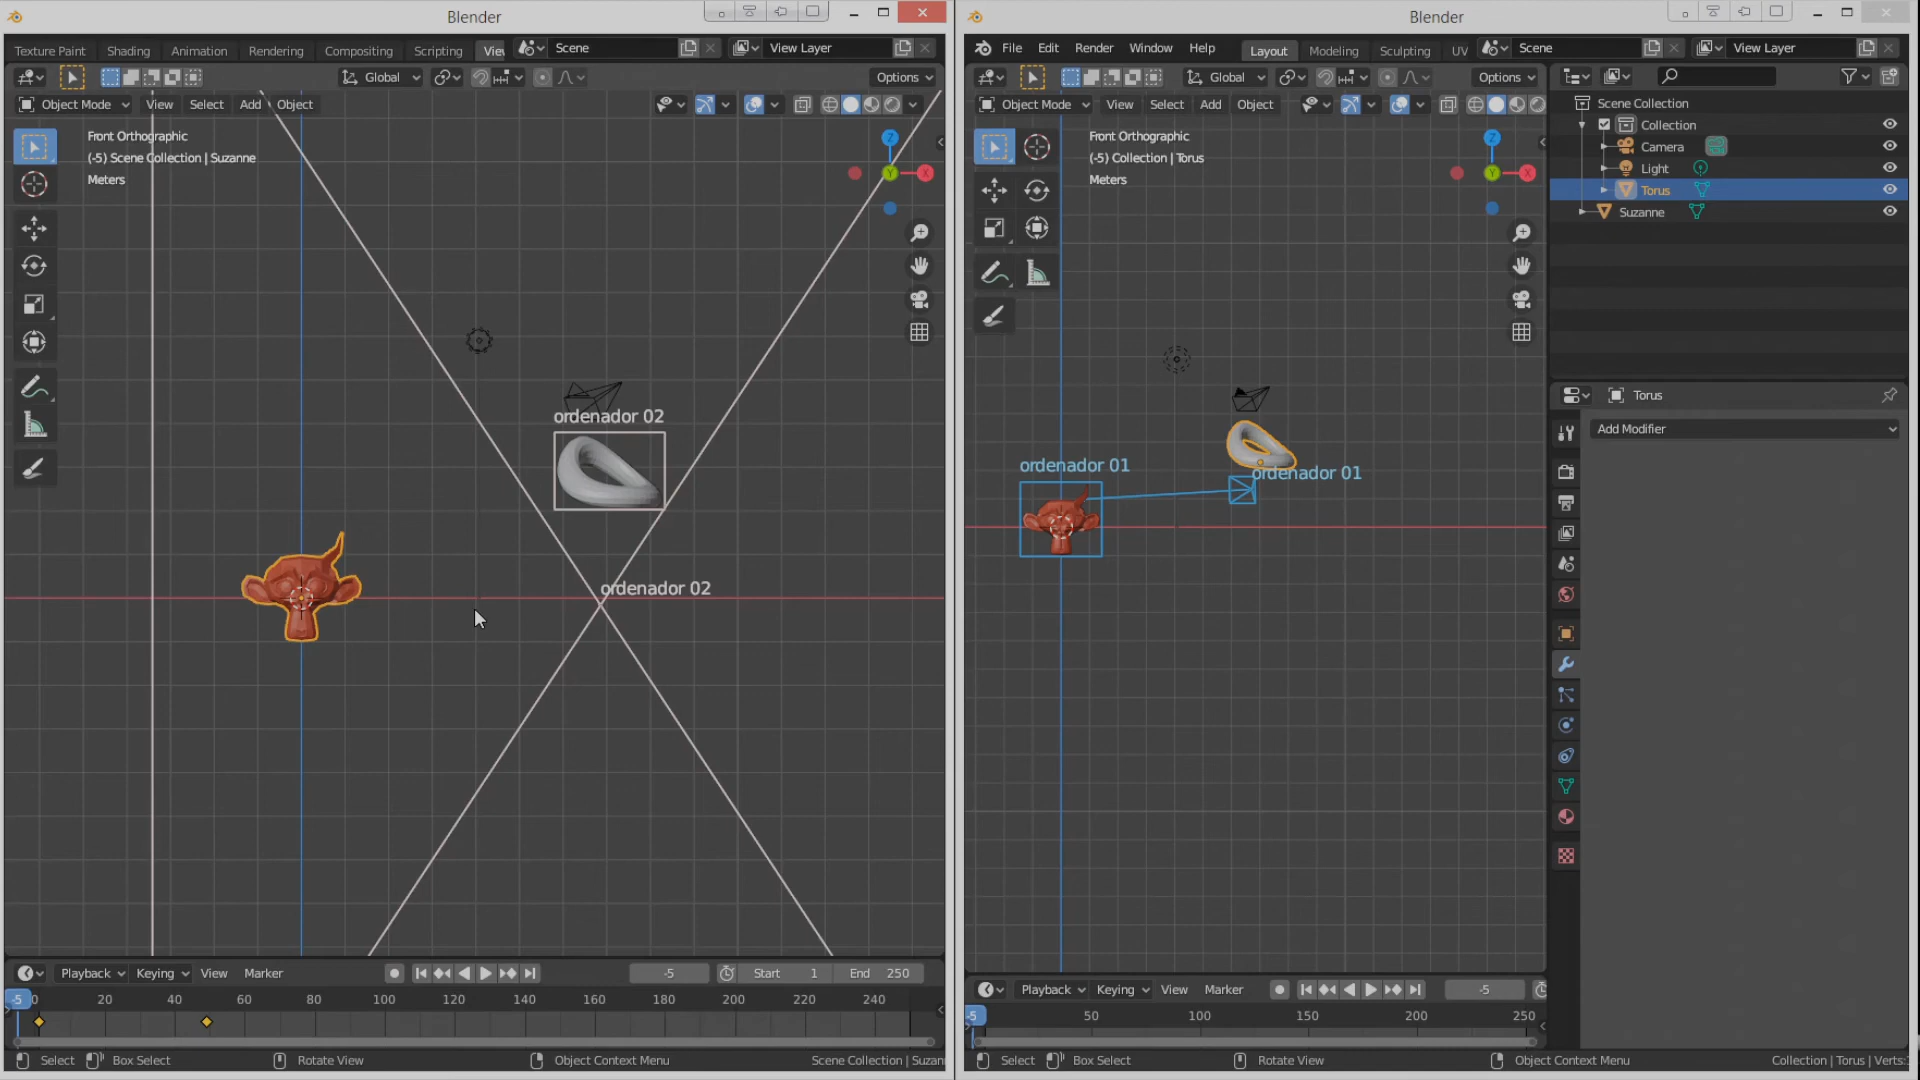 Blender
Texture Paint Shading Animation Rendering Compositing Scripting Scene View Layer
Global Options
Object Mode View Select Add Object
Front Orthographic
(-5) Scene Collection | Suzanne
Meters
Z
Y
X
ordenador 02
ordenador 02
Playback Keying View Marker -5 Start 1 End 250
-5 0 20 40 60 80 100 120 140 160 180 200 220 240
Select Box Select Rotate View Object Context Menu Scene Collection | Suzan
Blender
File Edit Render Window Help Layout Modeling Sculpting UV Scene View Layer
Global Options
Object Mode View Select Add Object
Front Orthographic
(-5) Collection | Torus
Meters
Z
Y
X
ordenador 01
ordenador 01
Playback Keying View Marker -5
-5 50 100 150 200 250
Select Box Select Rotate View Object Context Menu Collection | Torus | Verts:
Scene Collection
Collection
Camera
Light
Torus
Suzanne
Torus
Add Modifier